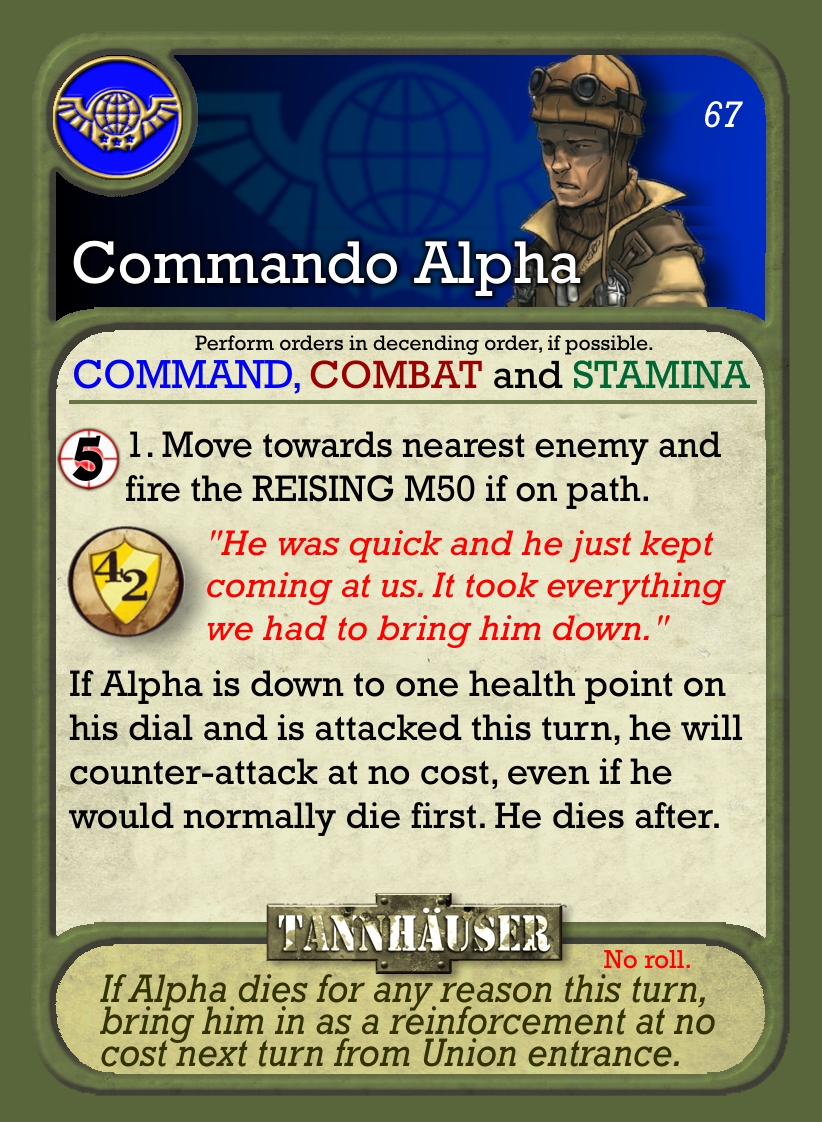 67
Commando Alpha
Perform orders in decending order, if possible.
COMMAND, COMBAT and STAMINA
5
1. Move towards nearest enemy and
fire the REISING M50 if on path.
42
"He was quick and he just kept
coming at us. It took everything
we had to bring him down."
If Alpha is down to one health point on
his dial and is attacked this turn, he will
counter-attack at no cost, even if he
would normally die first. He dies after.
TANNHÄUSER
No roll.
If Alpha dies for any reason this turn,
bring him in as a reinforcement at no
cost next turn from Union entrance.